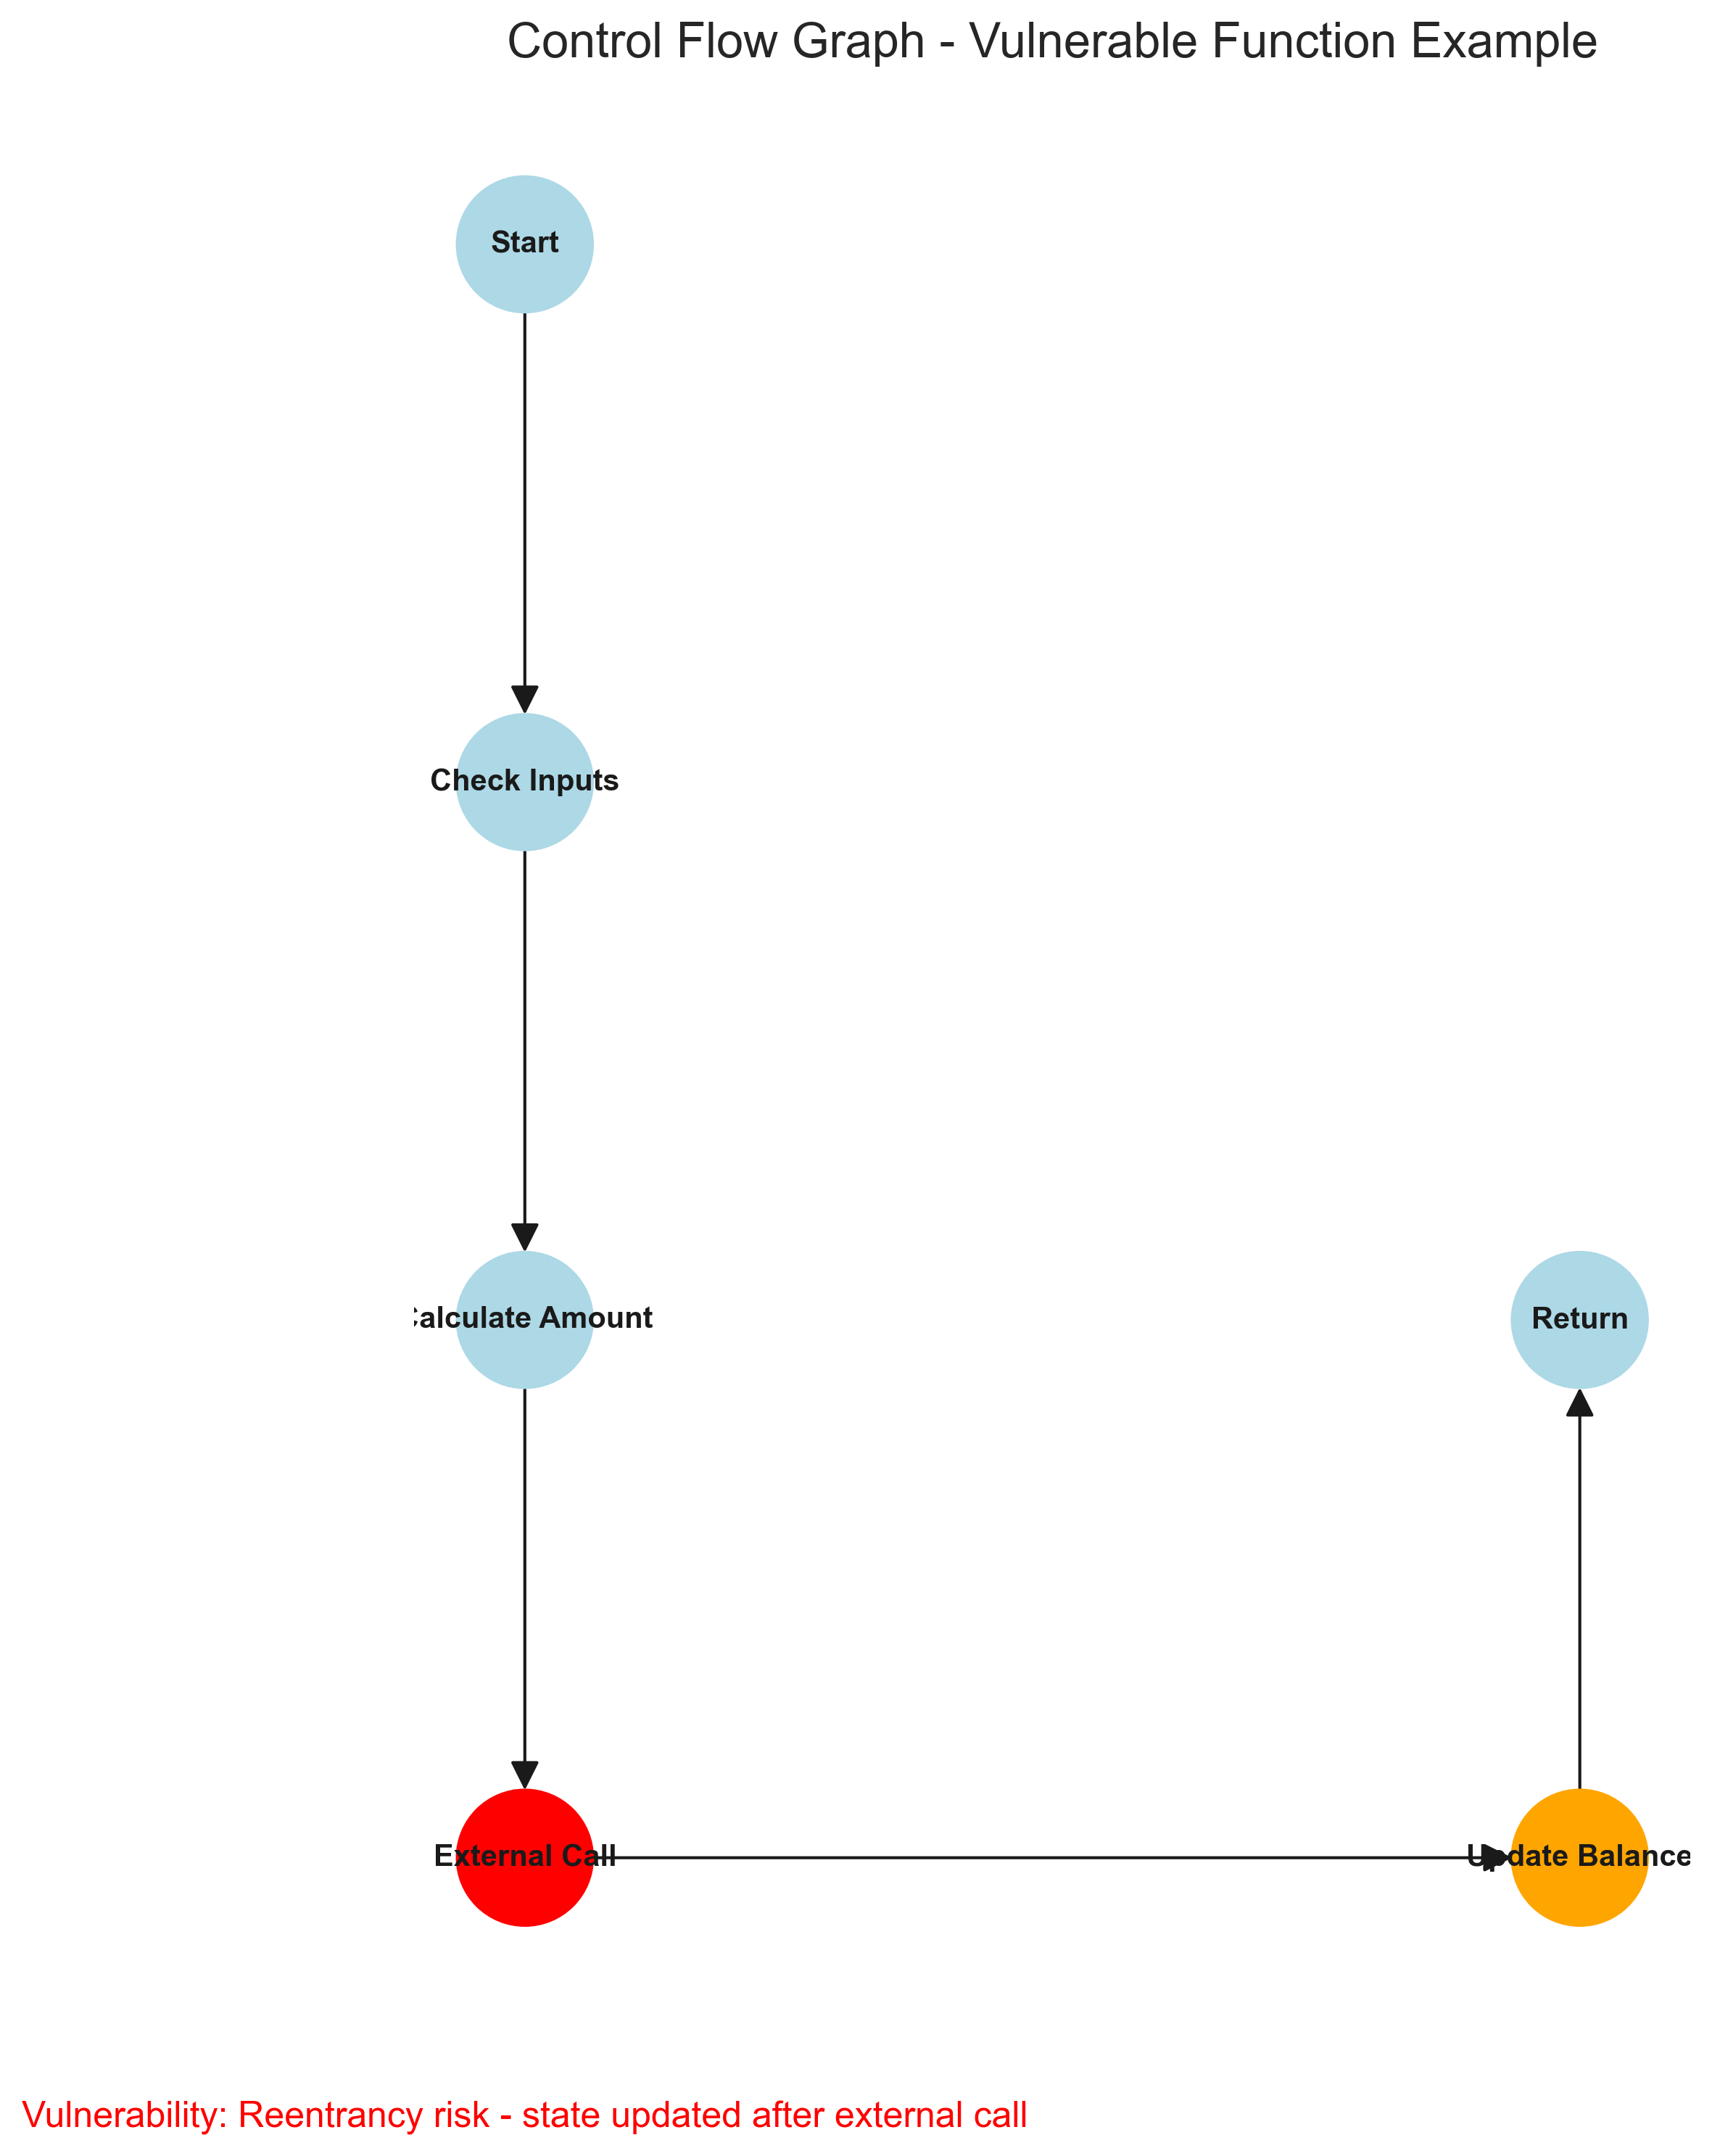 Control Flow Graph - Vulnerable Function Example
Start
Check Inputs
Calculate Amount
Return
External Call
Update Balance
Vulnerability: Reentrancy risk - state updated after external call